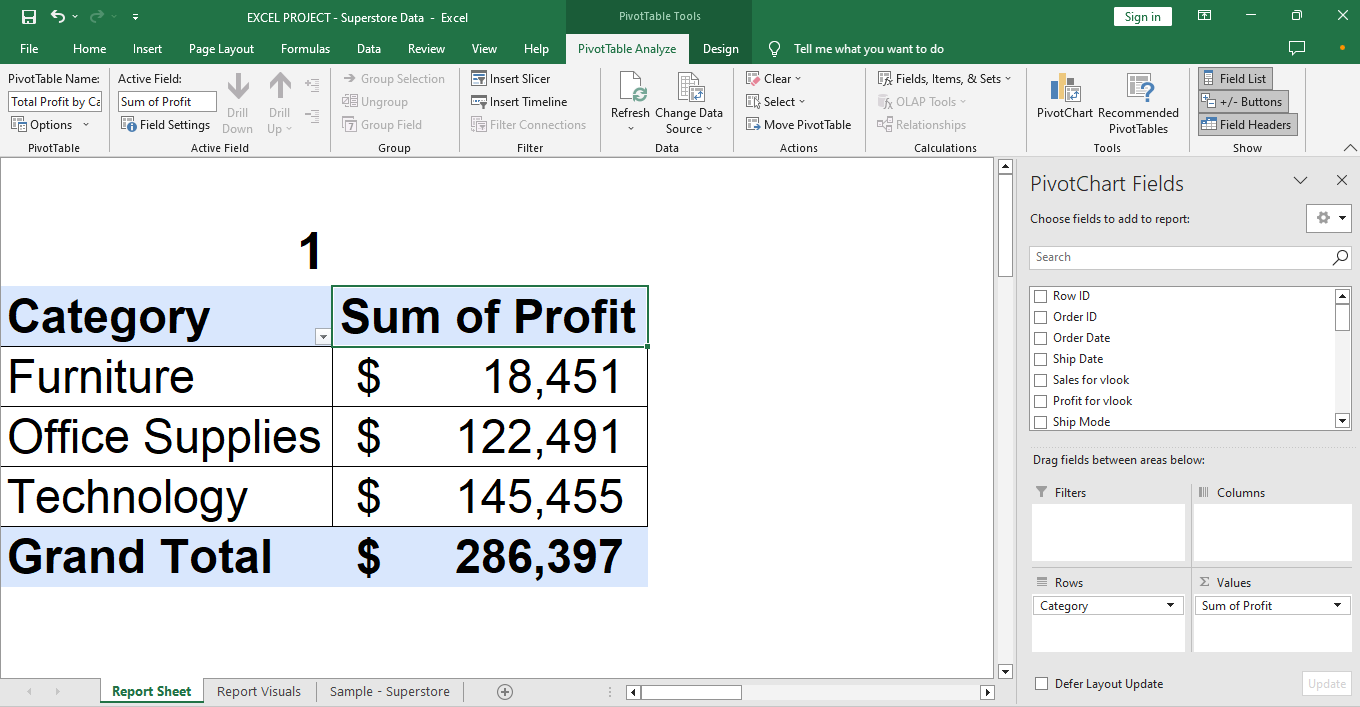 EXCEL PROJECT - Superstore Data - Excel
PivotTable Tools
Sign in
File Home Insert Page Layout Formulas Data Review View Help PivotTable Analyze Design Tell me what you want to do
PivotTable Name:
Total Profit by Ca
Options
PivotTable
Active Field:
Sum of Profit
Field Settings
Drill Down
Drill Up
Active Field
Group Selection
Ungroup
Group Field
Group
Insert Slicer
Insert Timeline
Filter Connections
Filter
Refresh
Change Data Source
Data
Clear
Select
Move PivotTable
Actions
Fields, Items, & Sets
OLAP Tools
Relationships
Calculations
PivotChart
Recommended PivotTables
Tools
Field List
+/- Buttons
Field Headers
Show
1
Category Sum of Profit
Furniture $ 18,451
Office Supplies $ 122,491
Technology $ 145,455
Grand Total $ 286,397
PivotChart Fields
Choose fields to add to report:
Search
Row ID
Order ID
Order Date
Ship Date
Sales for vlook
Profit for vlook
Ship Mode
Drag fields between areas below:
Filters
Columns
Rows
Σ Values
Category
Sum of Profit
Defer Layout Update
Update
Report Sheet Report Visuals Sample - Superstore